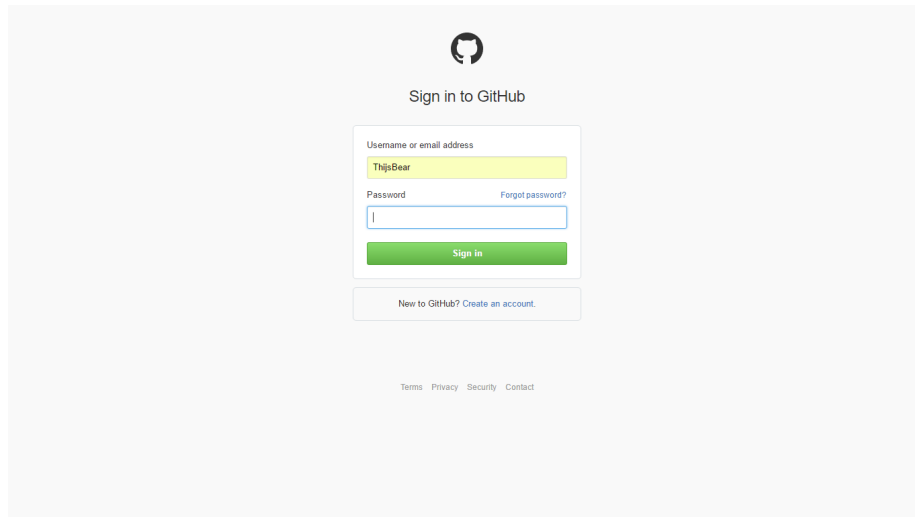 Sign in to GitHub
Username or email address
ThijsBear
Password Forgot password?
Sign in
New to GitHub? Create an account.
Terms Privacy Security Contact